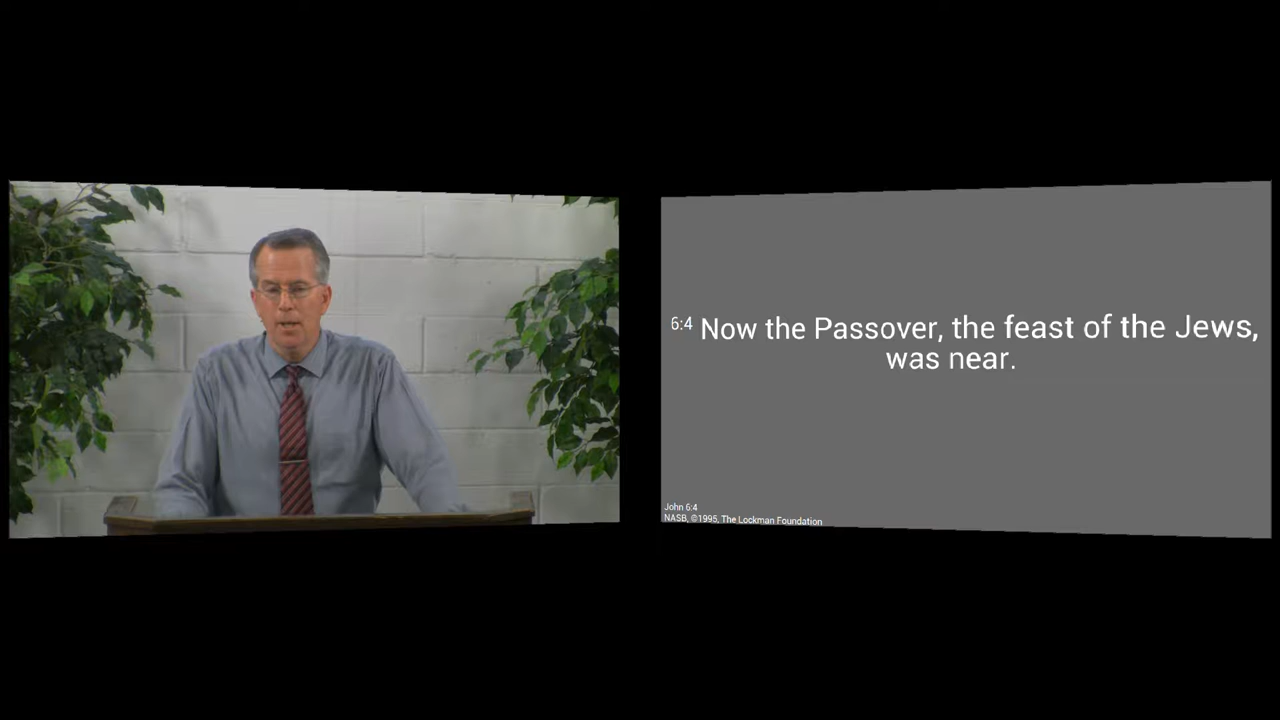 6:4 Now the Passover, the feast of the Jews,
was near.
John 6:4
NASB, ©1995, The Lockman Foundation